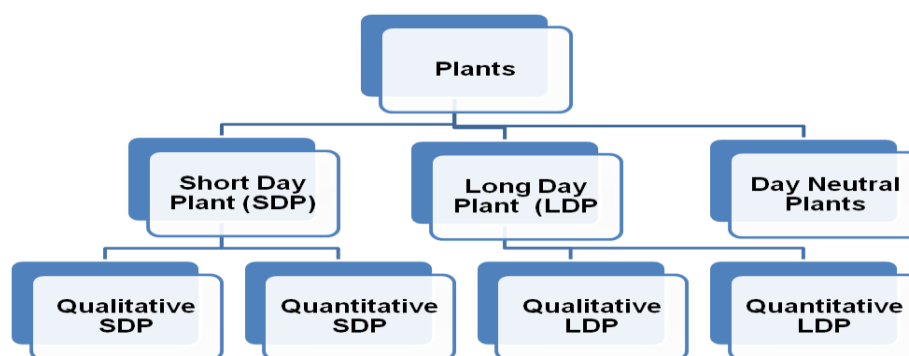 Plants
Short Day
Plant (SDP)
Long Day
Plant (LDP
Day Neutral
Plants
Qualitative
SDP
Quantitative
SDP
Qualitative
LDP
Quantitative
LDP